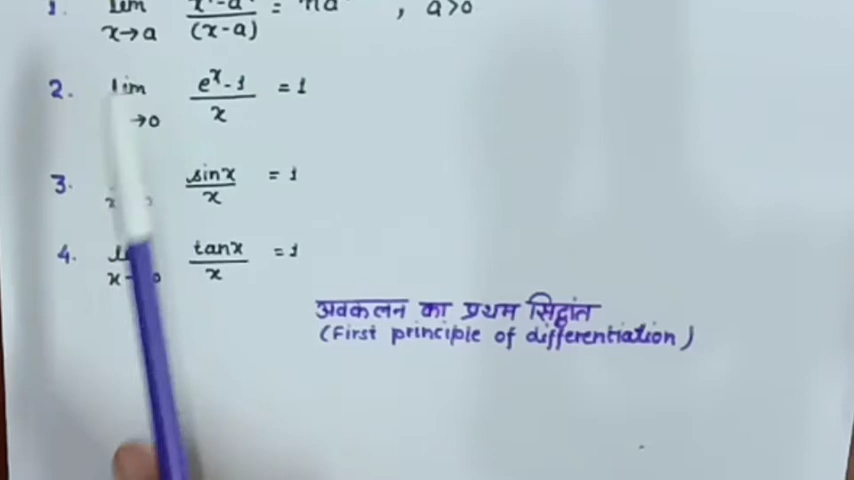 1. lim x-a = na , a>0
x→a (x-a)
2. lim e^x-1 = 1
→0 x
3. sinx = 1
x x
4. tanx = 1
x→0 x
अवकलन का प्रथम सिद्धांत
(First principle of differentiation)